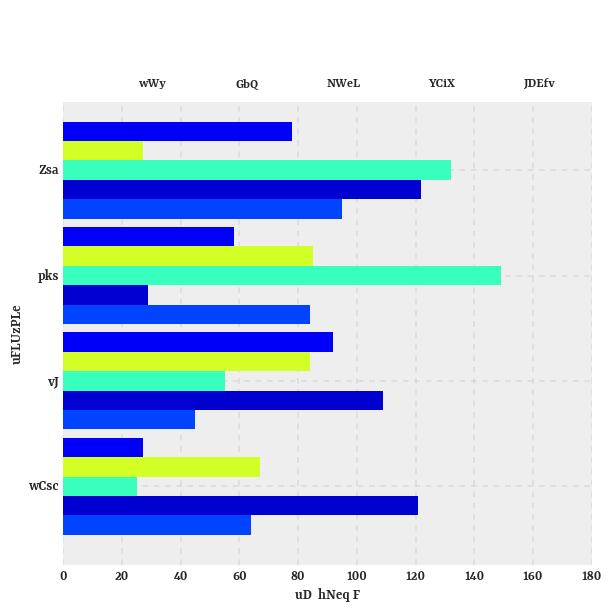 wWy GbQ NWeL YCiX JDEfv
Zsa
pks
vJ
wCsc
uFLUzPLe
0 20 40 60 80 100 120 140 160 180
uD hNeq F